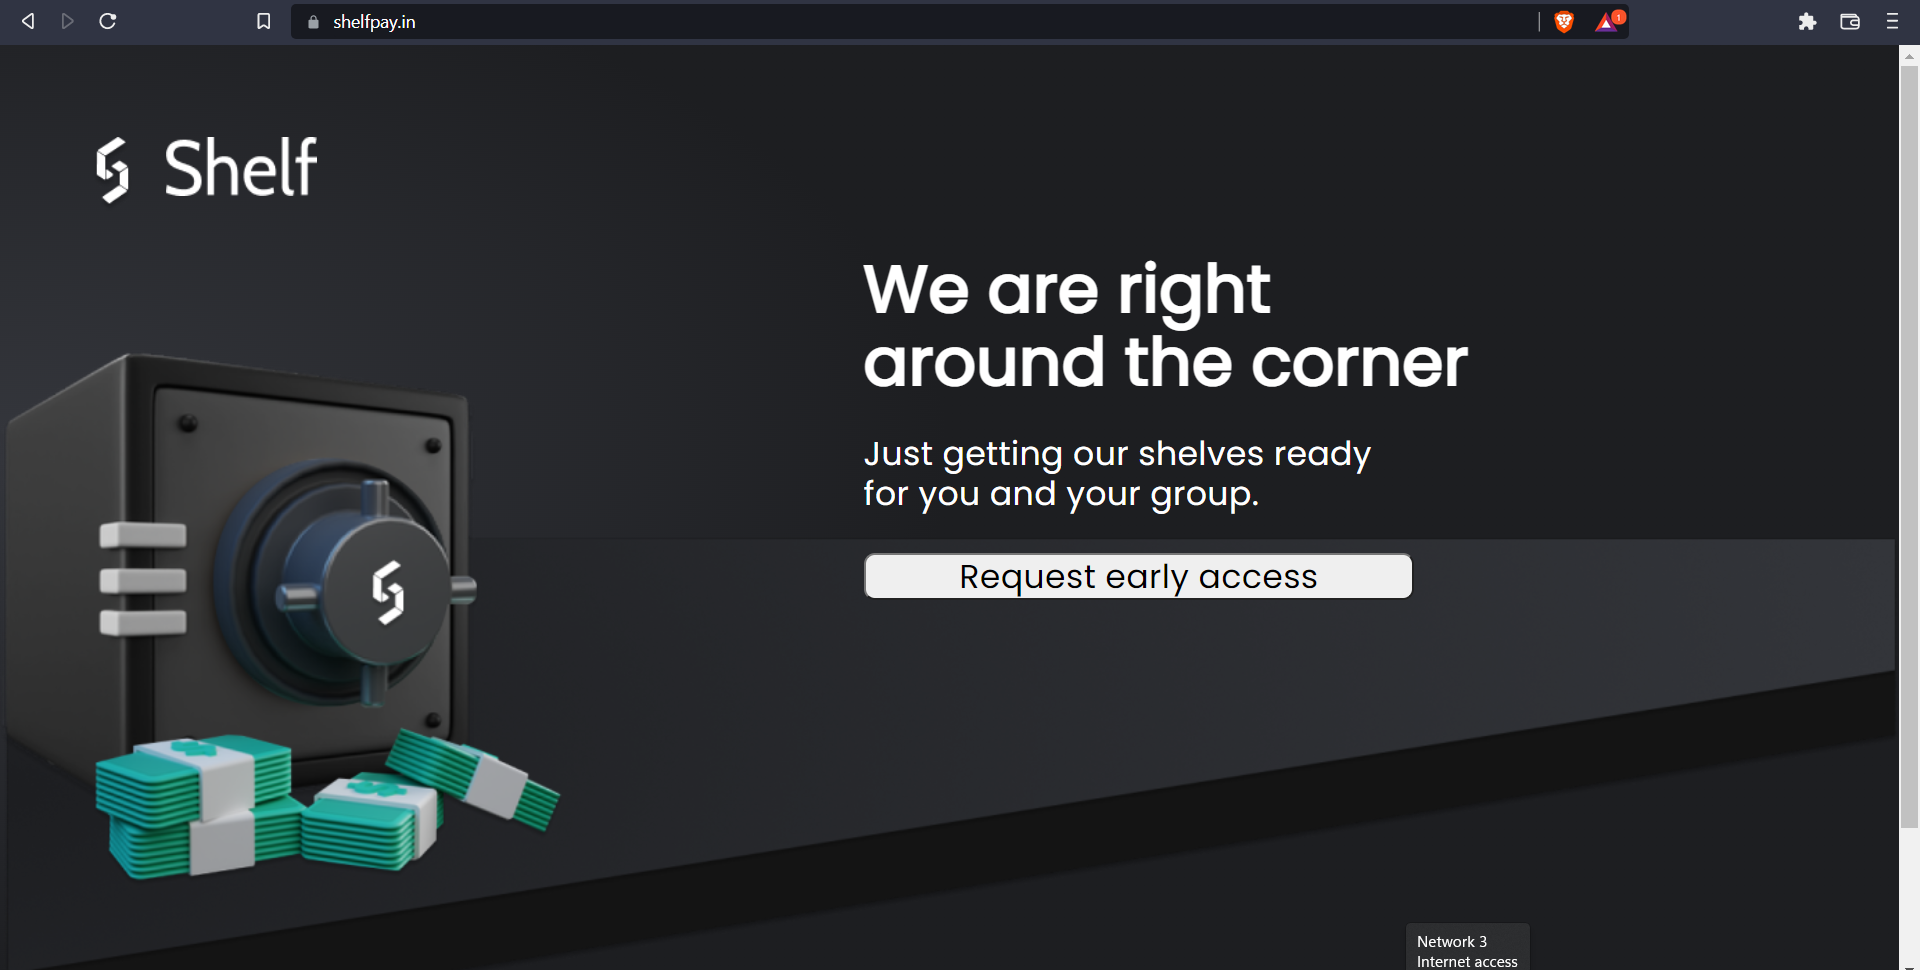 shelfpay.in
1
Shelf
We are right
around the corner
Just getting our shelves ready
for you and your group.
Request early access
Network 3
Internet access